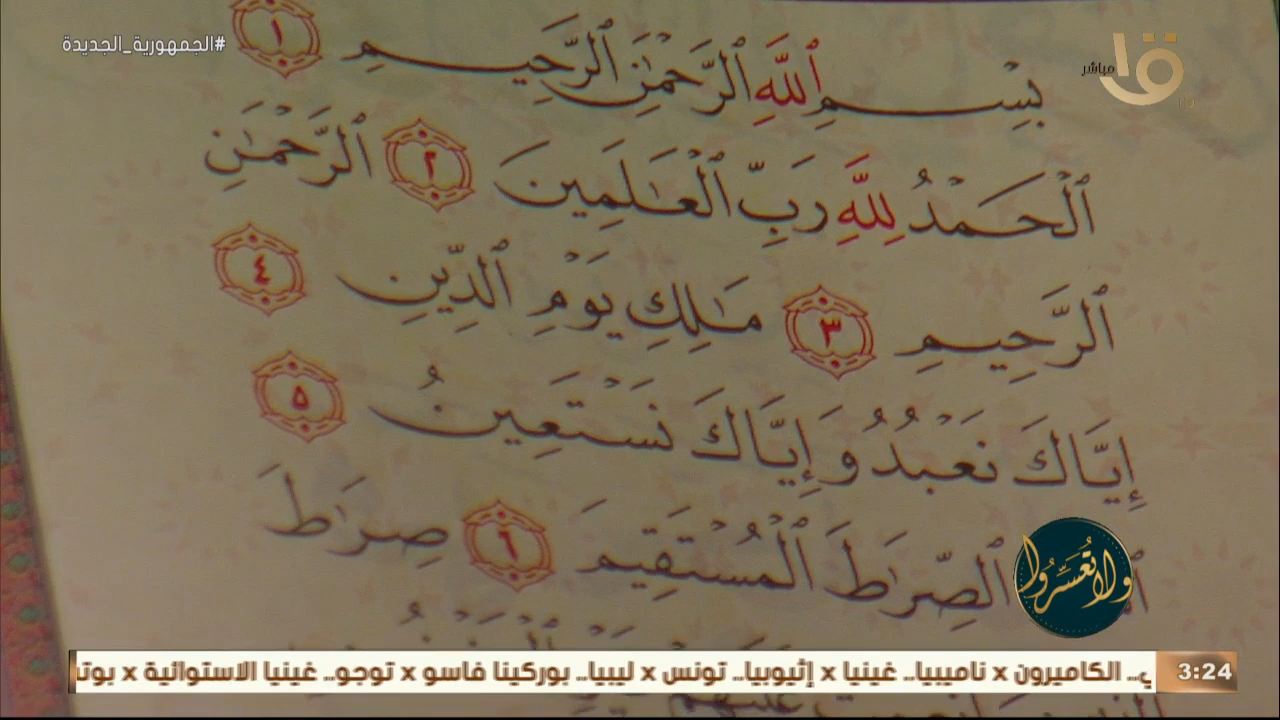 #الجمهورية_الجديدة
مباشر
بِسْمِ ٱللَّهِ ٱلرَّحْمَٰنِ ٱلرَّحِيمِ ١
ٱلْحَمْدُ لِلَّهِ رَبِّ ٱلْعَٰلَمِينَ ٢ ٱلرَّحْمَٰنِ
ٱلرَّحِيمِ ٣ مَٰلِكِ يَوْمِ ٱلدِّينِ ٤
إِيَّاكَ نَعْبُدُ وَإِيَّاكَ نَسْتَعِينُ ٥
ٱلصِّرَٰطَ ٱلْمُسْتَقِيمَ ٦ صِرَٰطَ
ولا تُعَسِّرُوا
الكاميرون x ناميبيا.. غينيا x إثيوبيا.. تونس x ليبيا.. بوركينا فاسو x توجو.. غينيا الاستوائية x
3:24